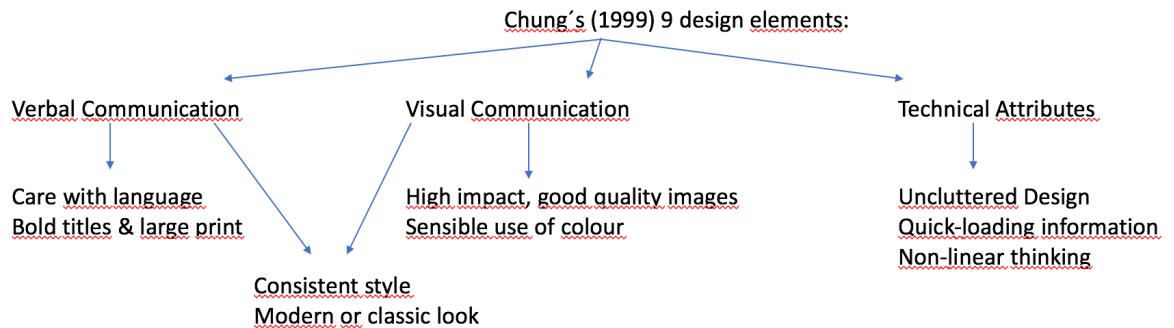 Chung´s (1999) 9 design elements:
Verbal Communication
Visual Communication
Technical Attributes
Care with language
Bold titles & large print
High impact, good quality images
Sensible use of colour
Uncluttered Design
Quick-loading information
Non-linear thinking
Consistent style
Modern or classic look